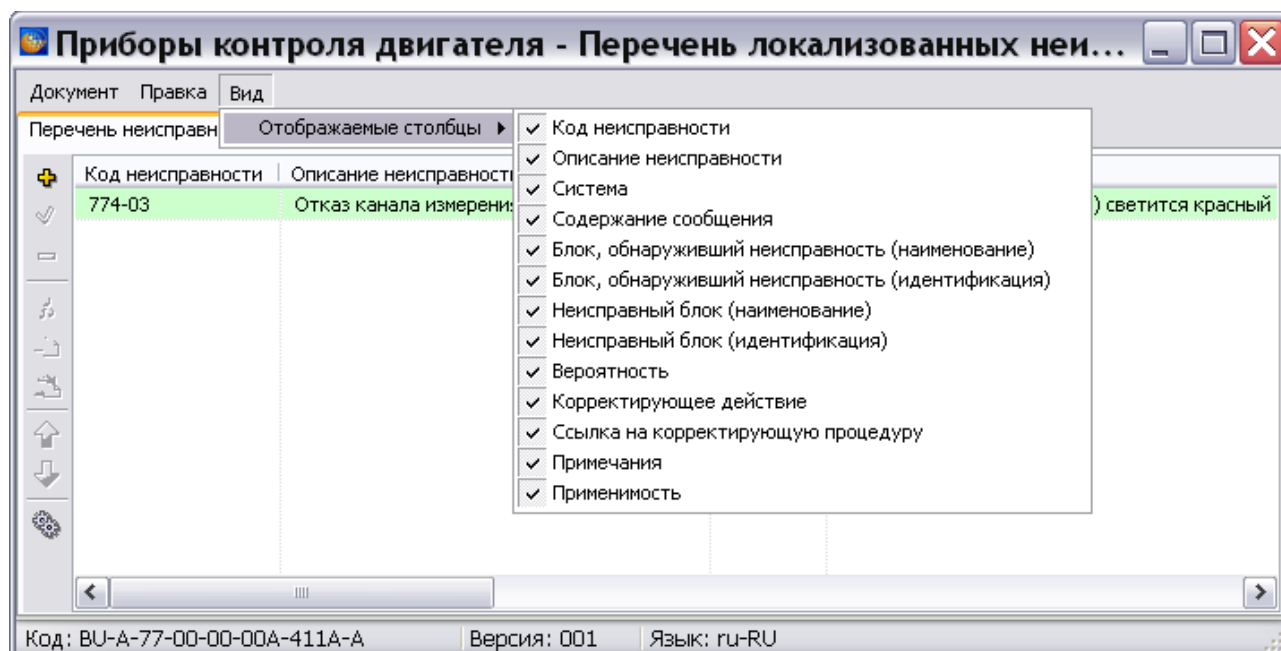 Приборы контроля двигателя - Перечень локализованных неи...
Документ Правка Вид
Перечень неисправн
Отображаемые столбцы
Код неисправности
Описание неисправности
Система
Содержание сообщения
Блок, обнаруживший неисправность (наименование)
Блок, обнаруживший неисправность (идентификация)
Неисправный блок (наименование)
Неисправный блок (идентификация)
Вероятность
Корректирующее действие
Ссылка на корректирующую процедуру
Примечания
Применимость
Код неисправности Описание неисправности
774-03 Отказ канала измерения ) светится красный
Код: BU-A-77-00-00-00A-411A-A Версия: 001 Язык: ru-RU